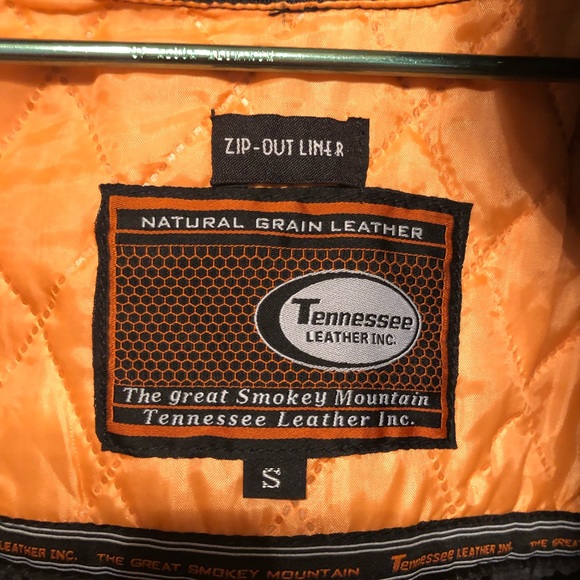 ZIP-OUT LINER
NATURAL GRAIN LEATHER
Tennessee
LEATHER INC.
The great Smokey Mountain
Tennessee Leather Inc.
S
LEATHER INC. THE GREAT SMOKEY MOUNTAIN Tennessee LEATHER INC. THE GRE